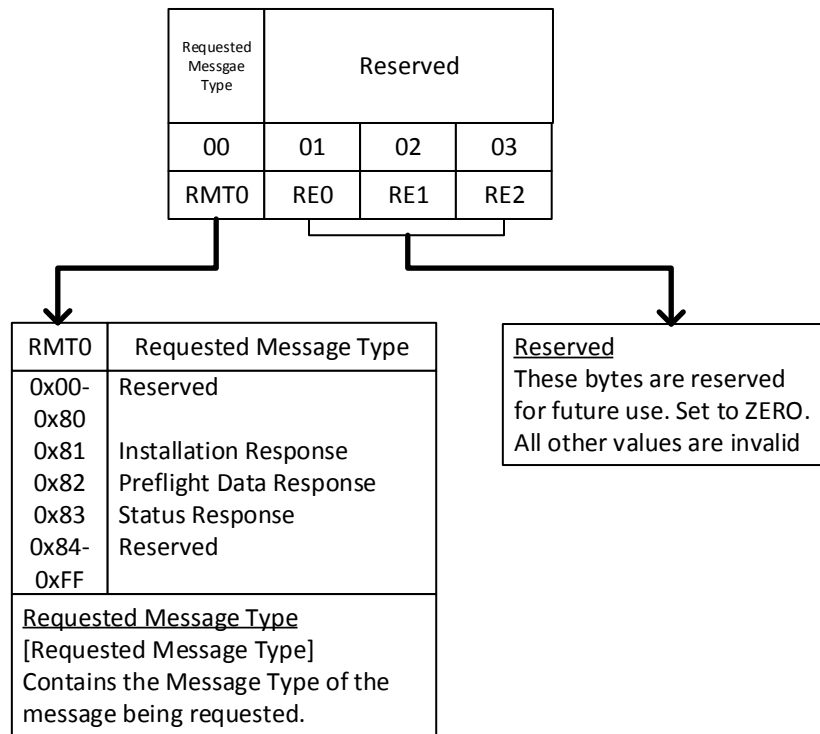 Requested
Messgae
Type
Reserved
00 01 02 03
RMT0 RE0 RE1 RE2
RMT0 Requested Message Type
0x00- Reserved
0x80
0x81 Installation Response
0x82 Preflight Data Response
0x83 Status Response
0x84- Reserved
0xFF
Requested Message Type
[Requested Message Type]
Contains the Message Type of the
message being requested.
Reserved
These bytes are reserved
for future use. Set to ZERO.
All other values are invalid